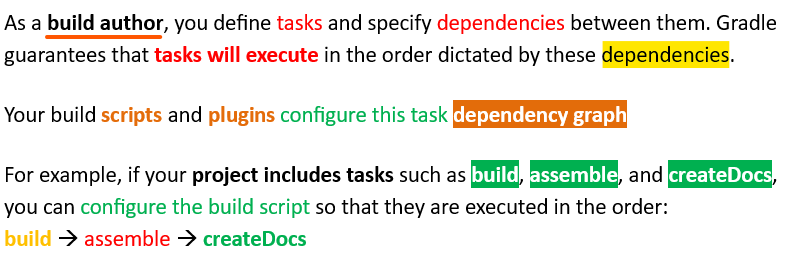 As a build author, you define tasks and specify dependencies between them. Gradle
guarantees that tasks will execute in the order dictated by these dependencies.
Your build scripts and plugins configure this task dependency graph
For example, if your project includes tasks such as build, assemble, and createDocs,
you can configure the build script so that they are executed in the order:
build → assemble → createDocs